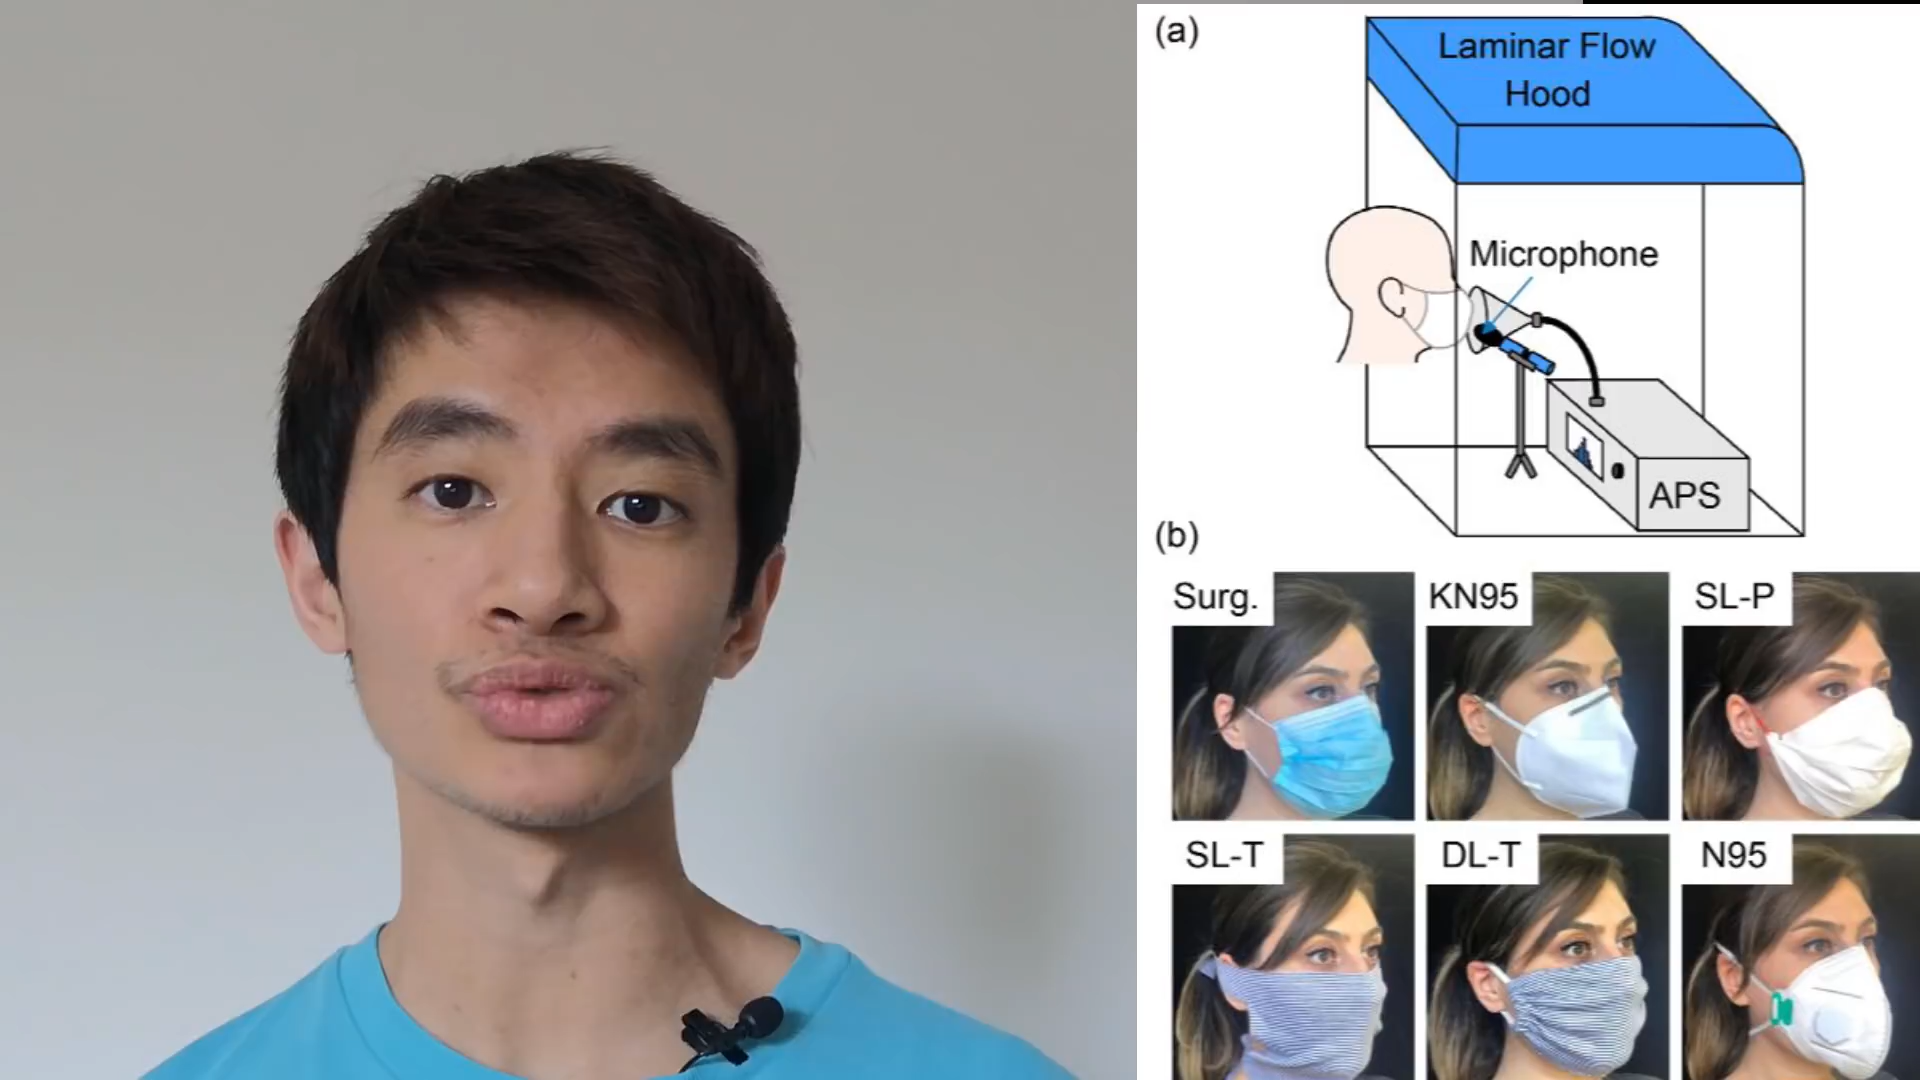 (a)
Laminar Flow
Hood
Microphone
APS
(b)
Surg.
KN95
SL-P
SL-T
DL-T
N95